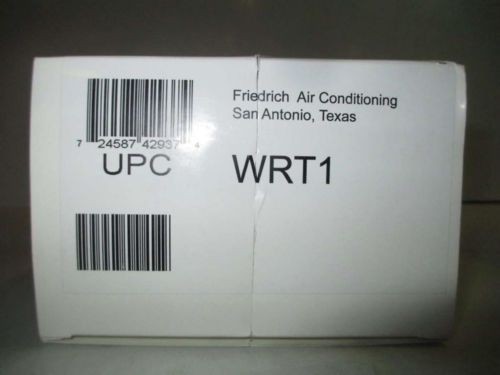 Friedrich Air Conditioning
San Antonio, Texas
7 24587 42937 4
UPC
WRT1